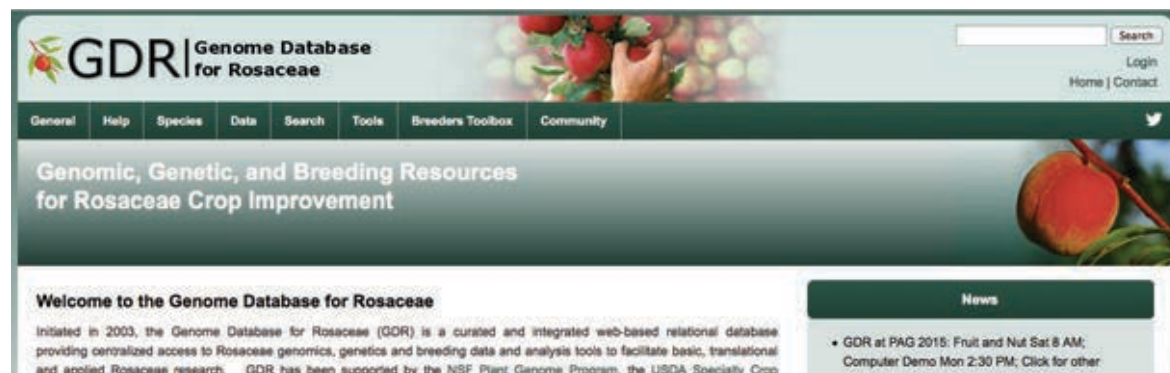 GDR
Genome Database
for Rosaceae
Search
Login
Home | Contact
General Help Species Data Search Tools Breeders Toolbox Community
Genomic, Genetic, and Breeding Resources
for Rosaceae Crop Improvement
Welcome to the Genome Database for Rosaceae
Initiated in 2003, the Genome Database for Rosaceae (GDR) is a curated and integrated web-based relational database
providing centralized access to Rosaceae genomics, genetics and breeding data and analysis tools to facilitate basic, translational
and applied Rosaceae research. GDR has been supported by the NSF Plant Genome Program, the USDA Specialty Crop
News
• GDR at PAG 2015: Fruit and Nut Sat 8 AM;
Computer Demo Mon 2:30 PM; Click for other